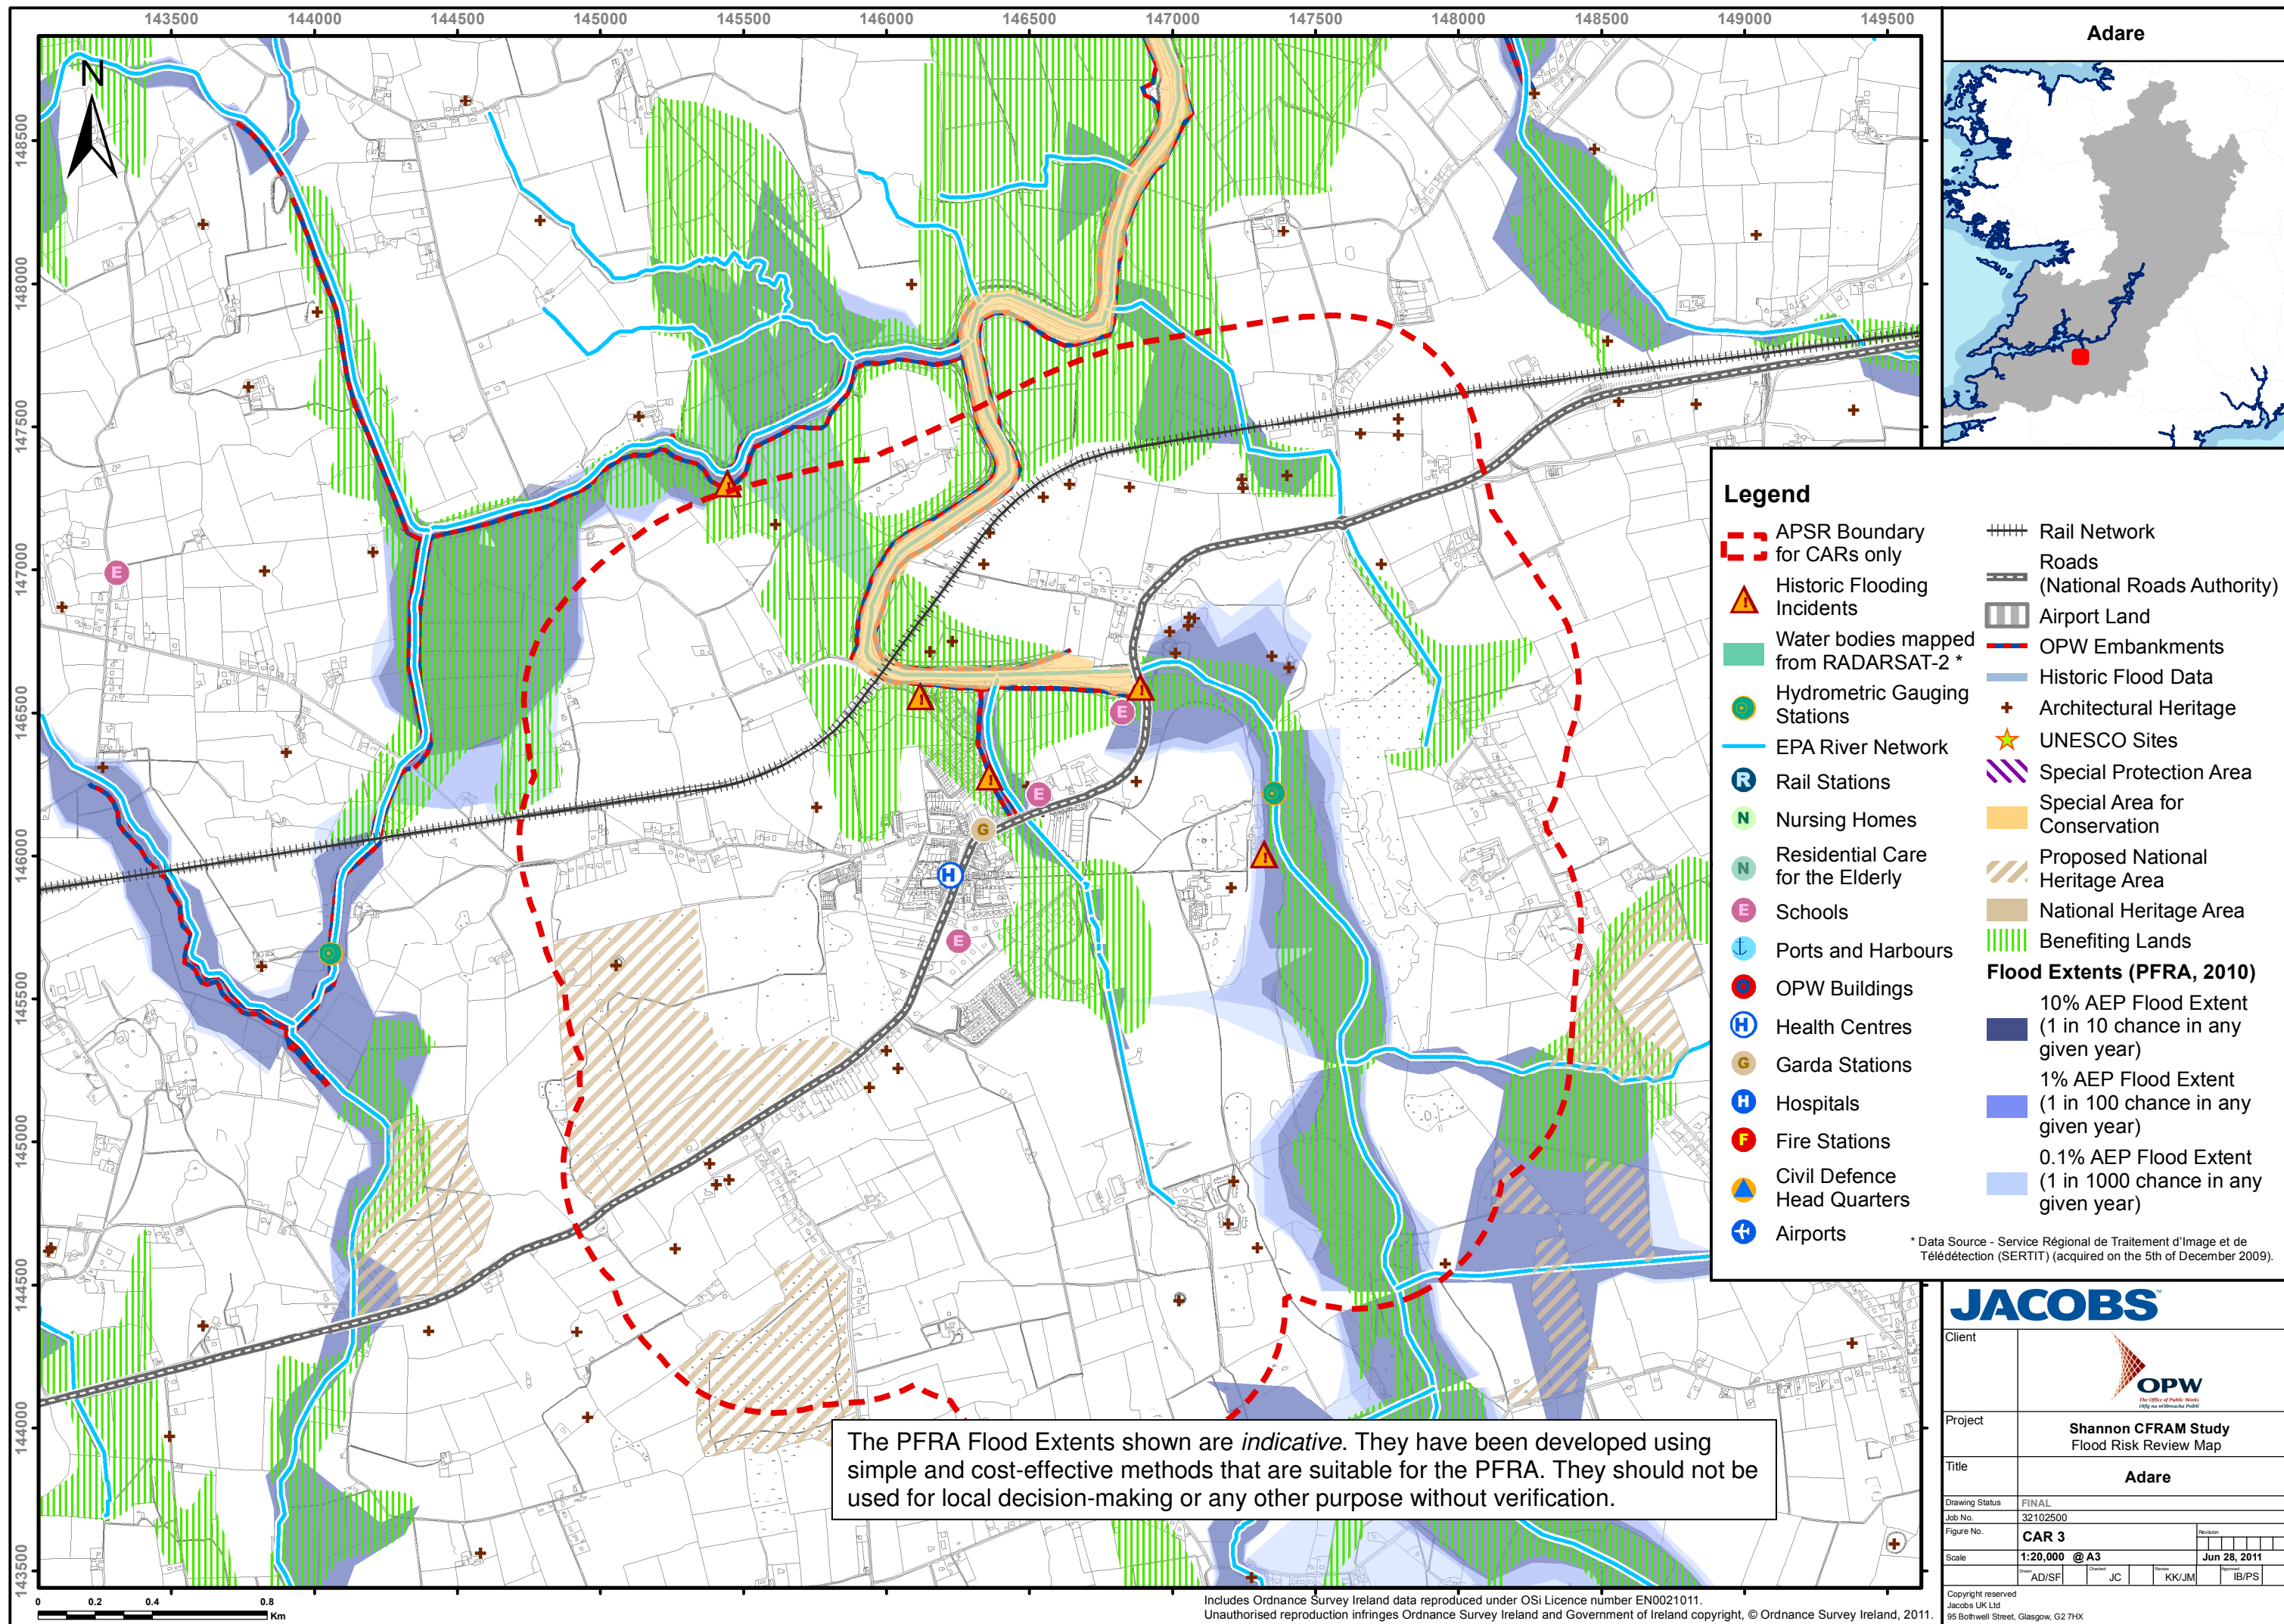 143500 144000 144500 145000 145500 146000 146500 147000 147500 148000 148500 149000 149500
148500
148000
147500
147000
146500
146000
145500
145000
144500
144000
143500
N
E
E
E
E
G
H
Adare
Legend
APSR Boundary
for CARs only
Historic Flooding
Incidents
Water bodies mapped
from RADARSAT-2 *
Hydrometric Gauging
Stations
EPA River Network
R Rail Stations
N Nursing Homes
N Residential Care
for the Elderly
E Schools
Ports and Harbours
O OPW Buildings
H Health Centres
G Garda Stations
H Hospitals
F Fire Stations
Civil Defence
Head Quarters
Airports
Rail Network
Roads
(National Roads Authority)
Airport Land
OPW Embankments
Historic Flood Data
Architectural Heritage
UNESCO Sites
Special Protection Area
Special Area for
Conservation
Proposed National
Heritage Area
National Heritage Area
Benefiting Lands
Flood Extents (PFRA, 2010)
10% AEP Flood Extent
(1 in 10 chance in any
given year)
1% AEP Flood Extent
(1 in 100 chance in any
given year)
0.1% AEP Flood Extent
(1 in 1000 chance in any
given year)
* Data Source - Service Régional de Traitement d'Image et de
Télédétection (SERTIT) (acquired on the 5th of December 2009).
The PFRA Flood Extents shown are indicative. They have been developed using
simple and cost-effective methods that are suitable for the PFRA. They should not be
used for local decision-making or any other purpose without verification.
JACOBS
Client
OPW
The Office of Public Works
Oifig na nOibreacha Poiblí
Project
Shannon CFRAM Study
Flood Risk Review Map
Title
Adare
Drawing Status FINAL
Job No. 32102500
Figure No. CAR 3 Revision
Scale 1:20,000 @ A3 Jun 28, 2011
Drawn AD/SF Checked JC Review KK/JM Approved IB/PS
Copyright reserved
Jacobs UK Ltd
95 Bothwell Street, Glasgow, G2 7HX
0 0.2 0.4 0.8
Km
Includes Ordnance Survey Ireland data reproduced under OSi Licence number EN0021011.
Unauthorised reproduction infringes Ordnance Survey Ireland and Government of Ireland copyright, © Ordnance Survey Ireland, 2011.